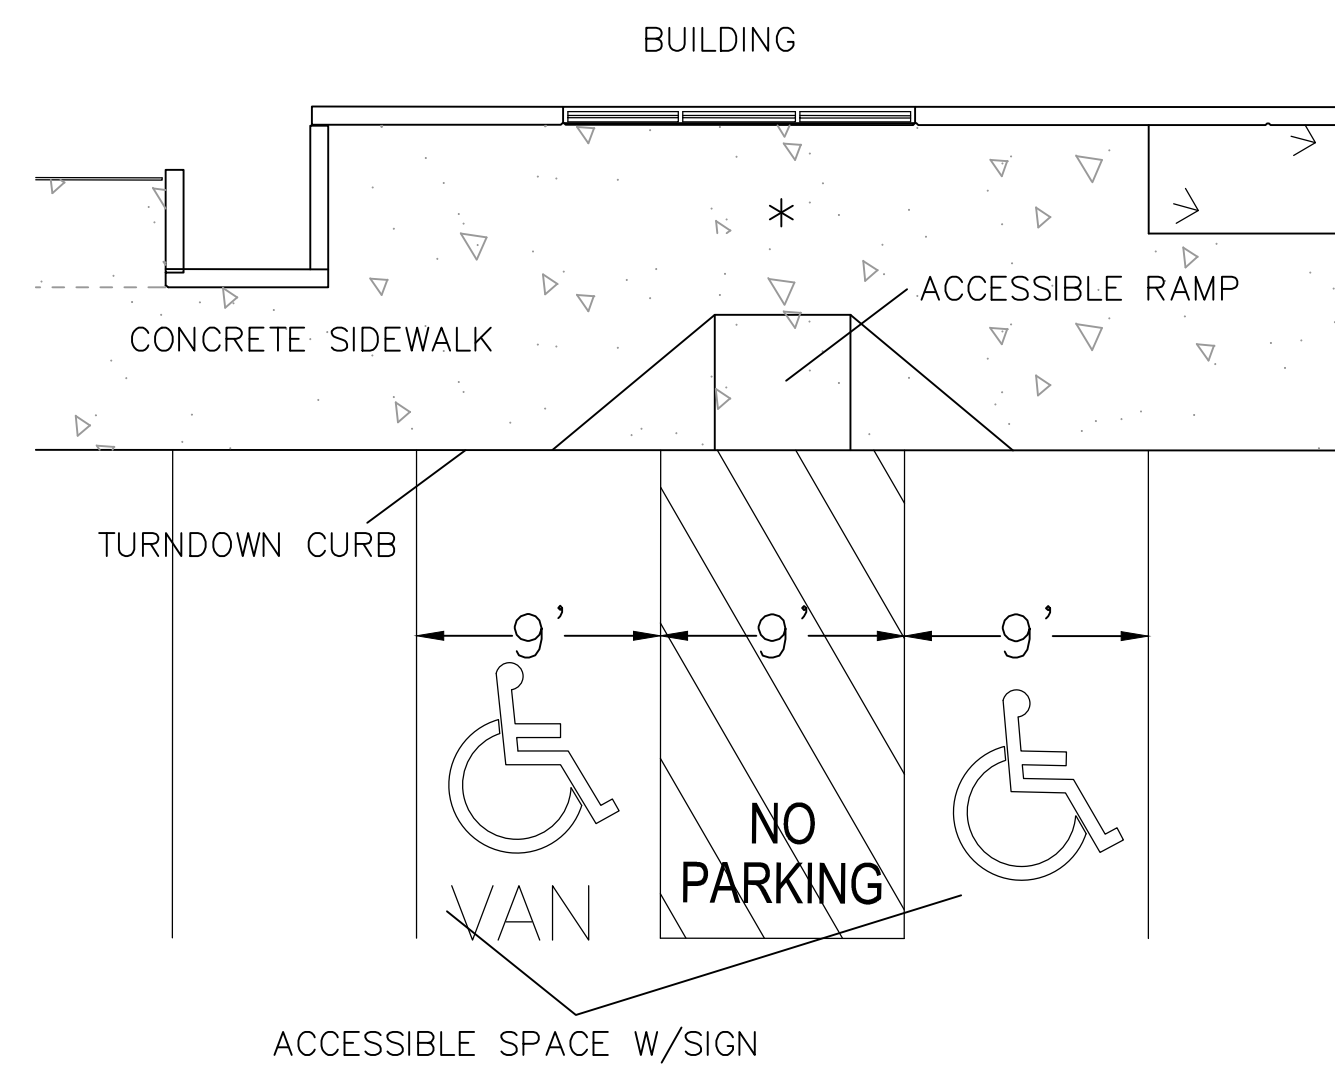 BUILDING
*
ACCESSIBLE RAMP
CONCRETE SIDEWALK
TURNDOWN CURB
9' 9' 9'
NO
PARKING
VAN
ACCESSIBLE SPACE W/SIGN